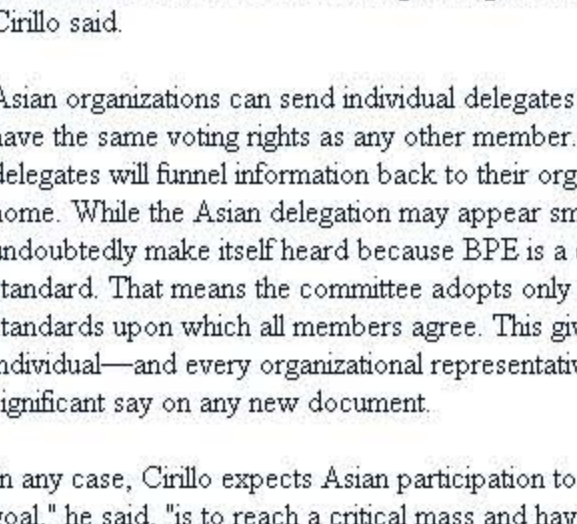 Cirillo said.
Asian organizations can send individual delegates
have the same voting rights as any other member.
delegates will funnel information back to their org
home. While the Asian delegation may appear sm
undoubtedly make itself heard because BPE is a
standard. That means the committee adopts only
standards upon which all members agree. This giv
individual—and every organizational representativ
significant say on any new document.
In any case, Cirillo expects Asian participation to
goal," he said, "is to reach a critical mass and hav